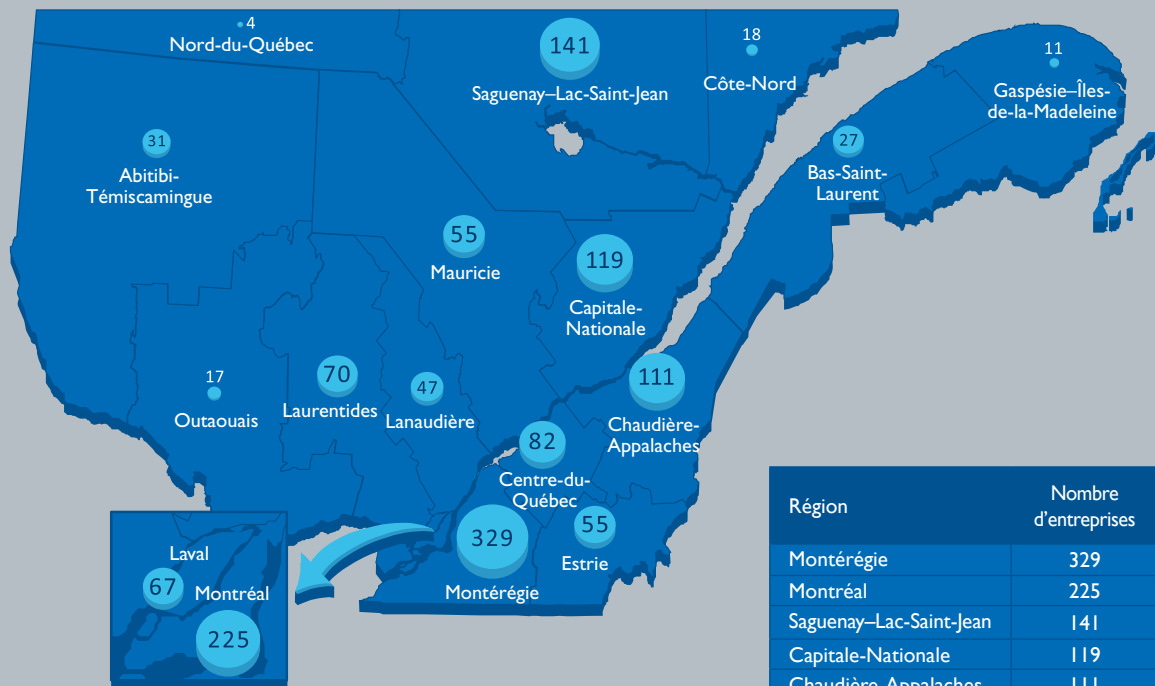 4
Nord-du-Québec
141
Saguenay–Lac-Saint-Jean
18
Côte-Nord
11
Gaspésie–Îles-
de-la-Madeleine
31
Abitibi-
Témiscamingue
27
Bas-Saint-
Laurent
55
Mauricie
119
Capitale-
Nationale
17
Outaouais
70
Laurentides
47
Lanaudière
111
Chaudière-
Appalaches
82
Centre-du-
Québec
329
Montérégie
55
Estrie
Laval
67
Montréal
225
Région
Nombre
d'entreprises
Montérégie 329
Montréal 225
Saguenay–Lac-Saint-Jean 141
Capitale-Nationale 119
Chaudière-Appalaches 111